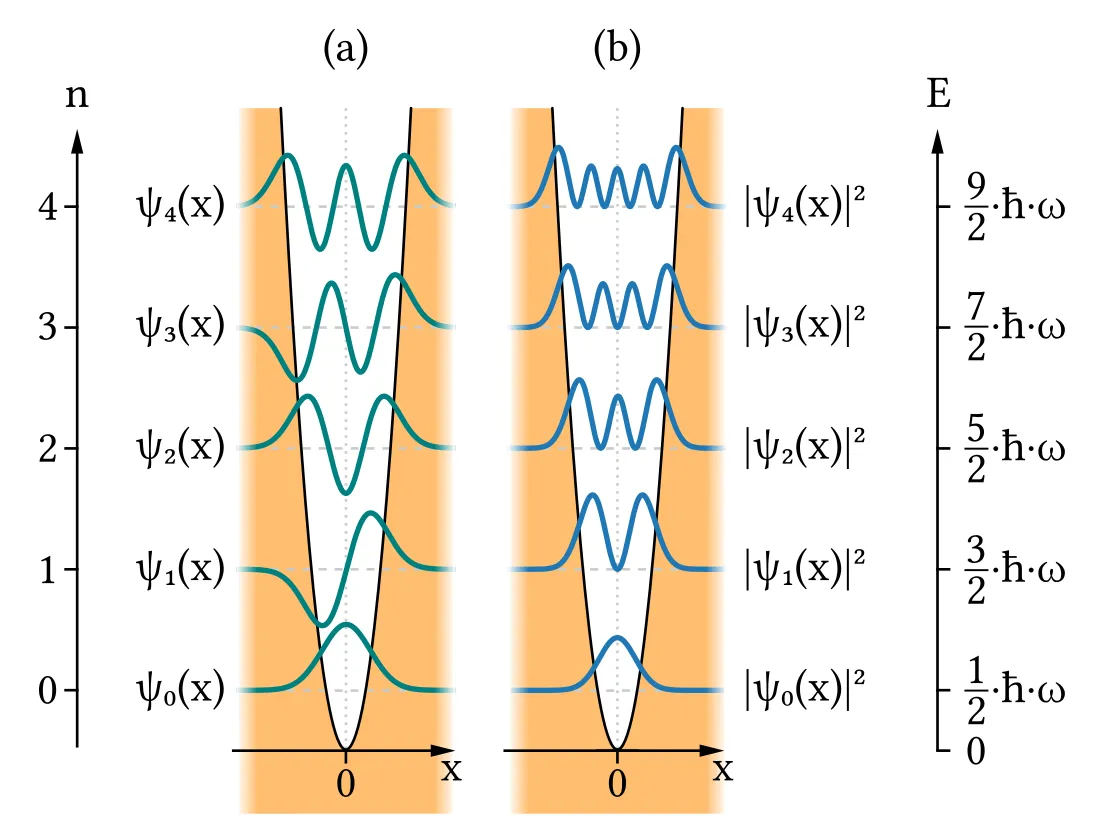 (a) (b)
n E
4 ψ₄(x) |ψ₄(x)|² 9/2·ħ·ω
3 ψ₃(x) |ψ₃(x)|² 7/2·ħ·ω
2 ψ₂(x) |ψ₂(x)|² 5/2·ħ·ω
1 ψ₁(x) |ψ₁(x)|² 3/2·ħ·ω
0 ψ₀(x) |ψ₀(x)|² 1/2·ħ·ω
0
x x
0 0